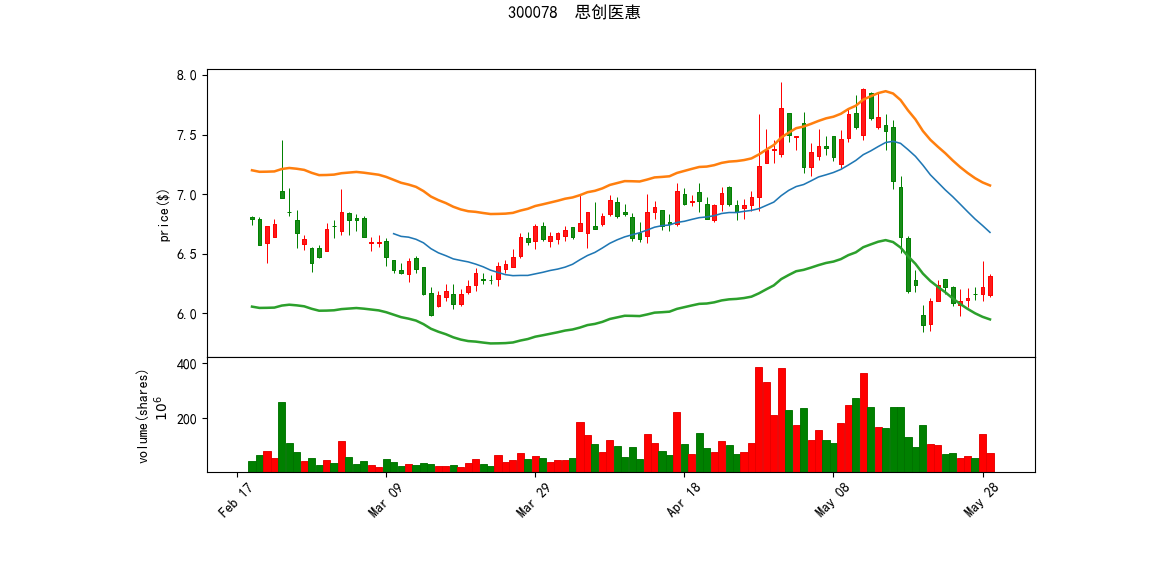 300078  思创医惠
price($)
8.0
7.5
7.0
6.5
6.0
volume(shares)
10^6
400
200
Feb 17
Mar 09
Mar 29
Apr 18
May 08
May 28